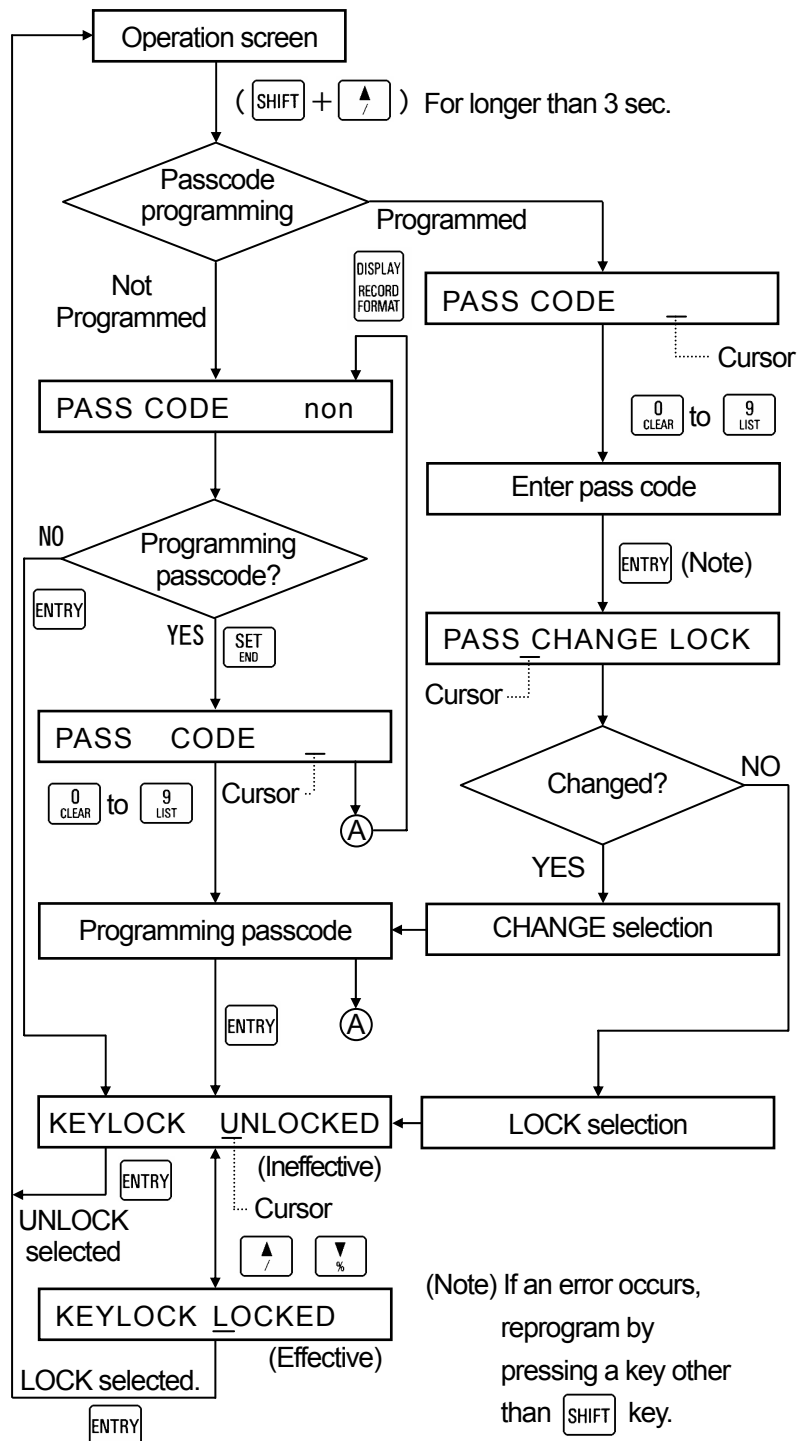 Operation screen
( SHIFT + ▲ / ) For longer than 3 sec.
Passcode
programming
Programmed
Not
Programmed
DISPLAY
RECORD
FORMAT
PASS CODE
Cursor
PASS CODE non
0 CLEAR to 9 LIST
Enter pass code
NO
Programming
passcode?
ENTRY
ENTRY (Note)
YES
SET
END
PASS CHANGE LOCK
Cursor
PASS CODE
0 CLEAR to 9 LIST
Cursor
A
Changed?
NO
YES
Programming passcode
CHANGE selection
ENTRY
A
KEYLOCK UNLOCKED
(Ineffective)
LOCK selection
ENTRY
Cursor
UNLOCK
selected
▲ / ▼ %
KEYLOCK LOCKED
(Effective)
LOCK selected.
ENTRY
(Note) If an error occurs,
reprogram by
pressing a key other
than SHIFT key.